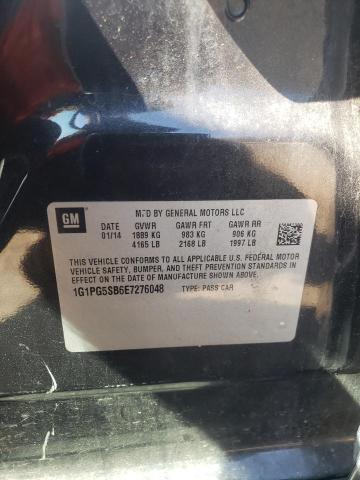 GM
MFD BY GENERAL MOTORS LLC
DATE GVWR GAWR FRT GAWR RR
01/14 1889 KG 983 KG 906 KG
4165 LB 2168 LB 1997 LB
THIS VEHICLE CONFORMS TO ALL APPLICABLE U.S. FEDERAL MOTOR
VEHICLE SAFETY, BUMPER, AND THEFT PREVENTION STANDARDS IN
EFFECT ON THE DATE OF MANUFACTURE SHOWN ABOVE.
1G1PG5SB6E7276048 TYPE: PASS CAR